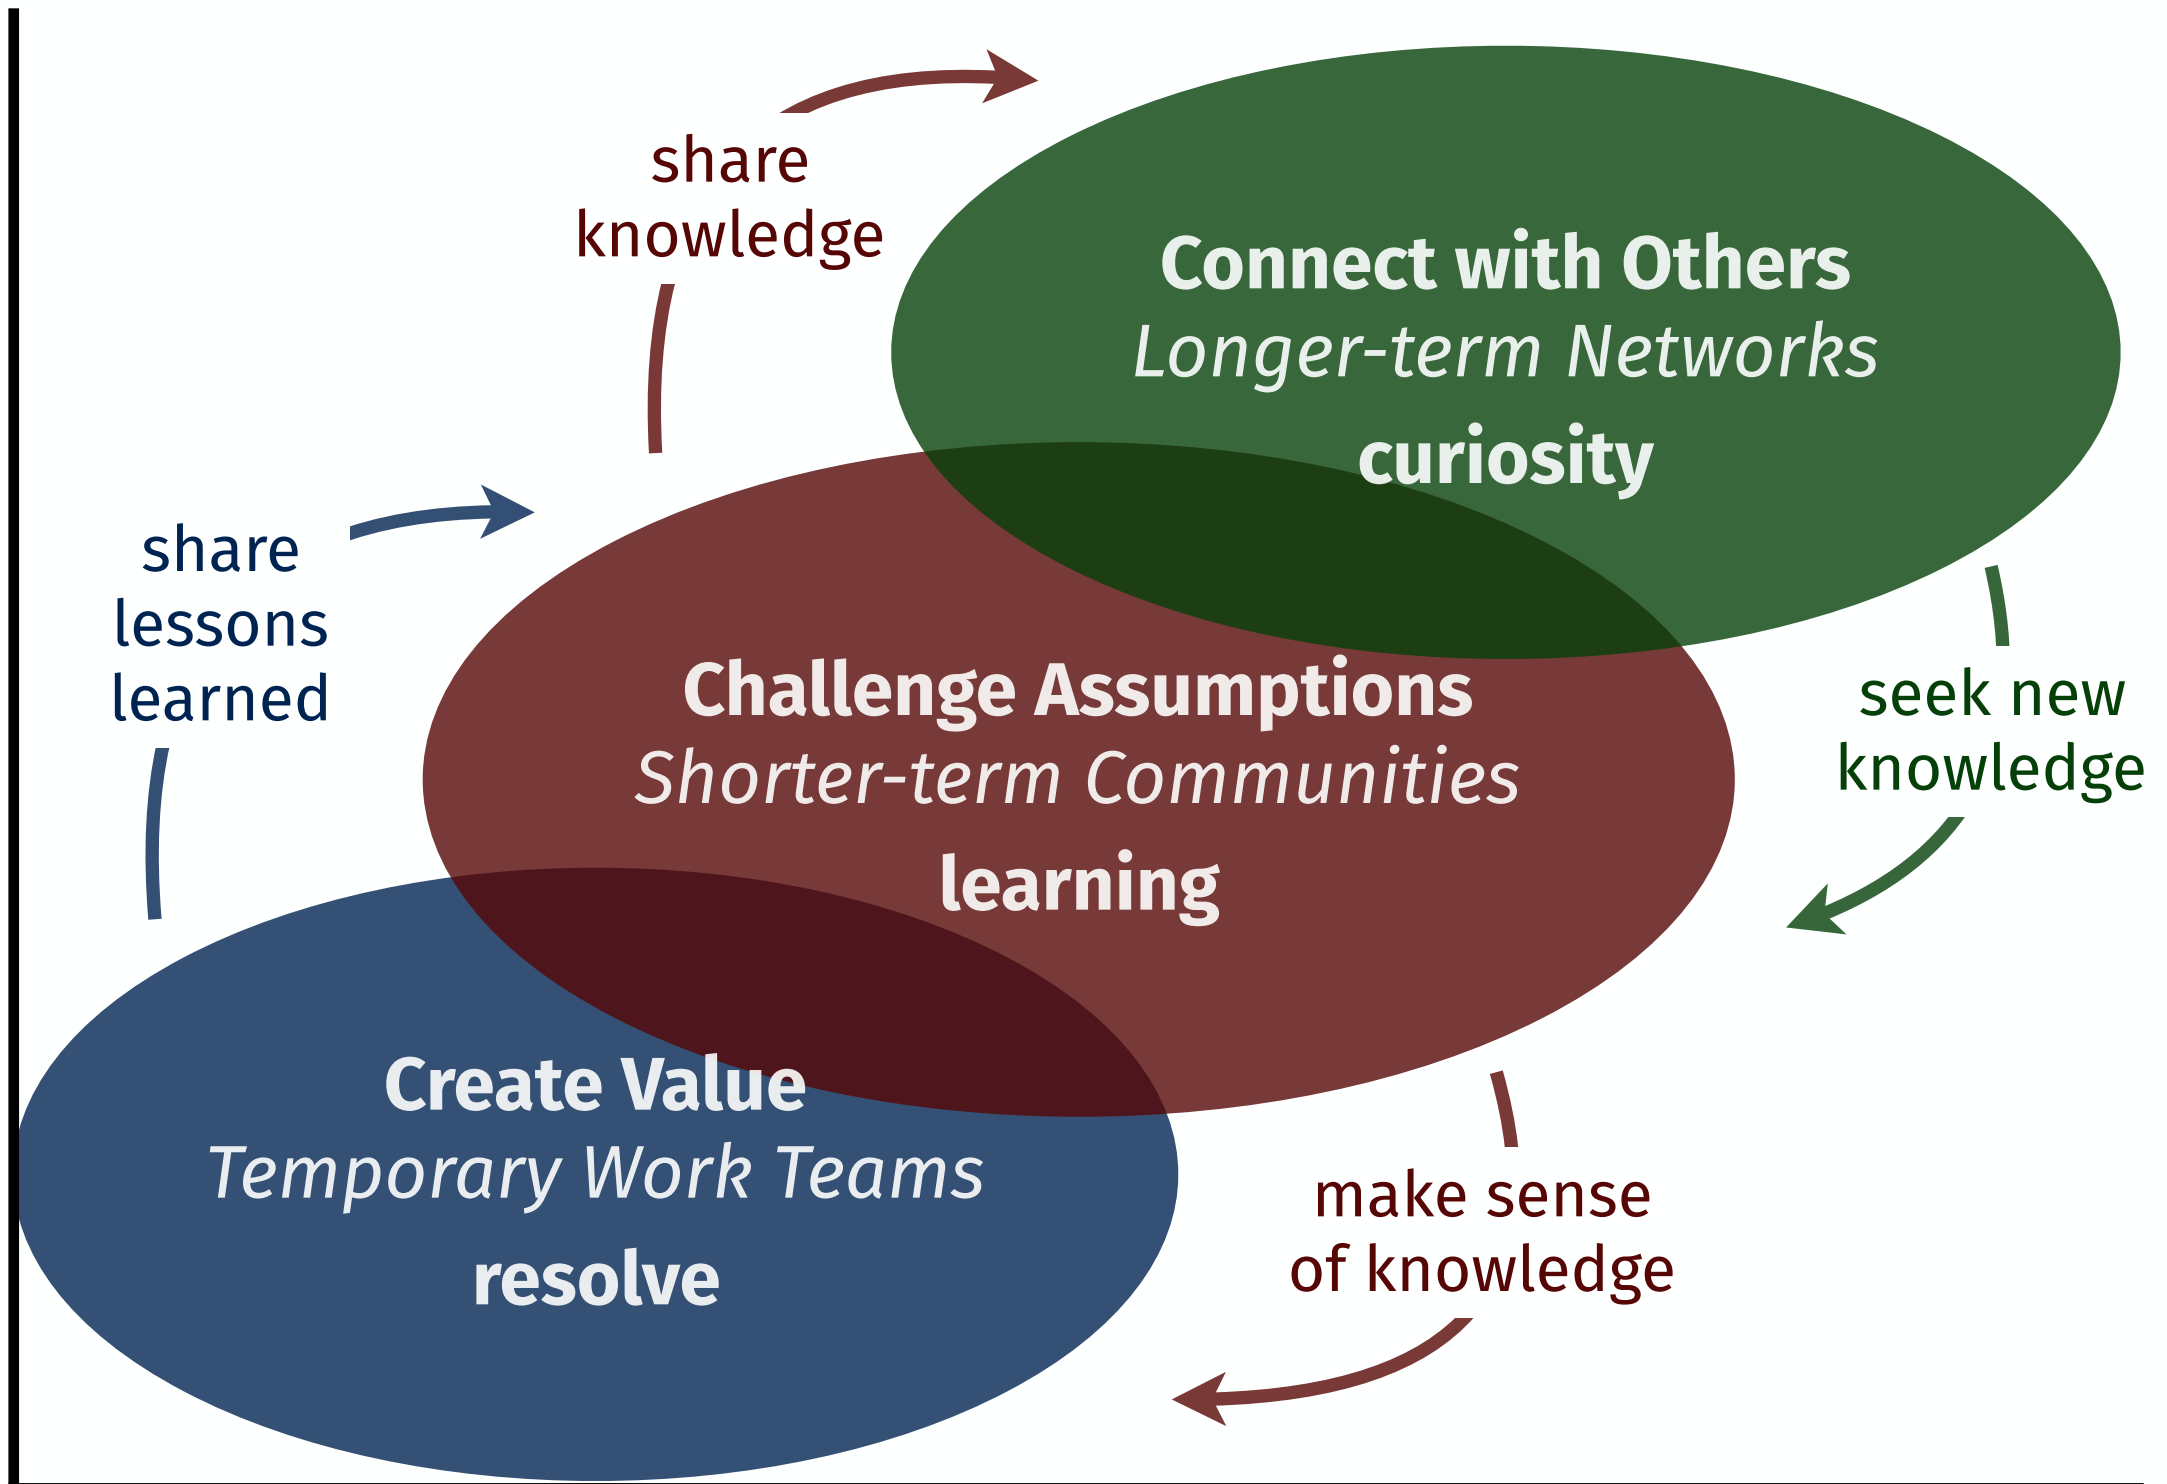 share
knowledge
Connect with Others
Longer-term Networks
curiosity
share
lessons
learned
Challenge Assumptions
Shorter-term Communities
learning
seek new
knowledge
Create Value
Temporary Work Teams
resolve
make sense
of knowledge